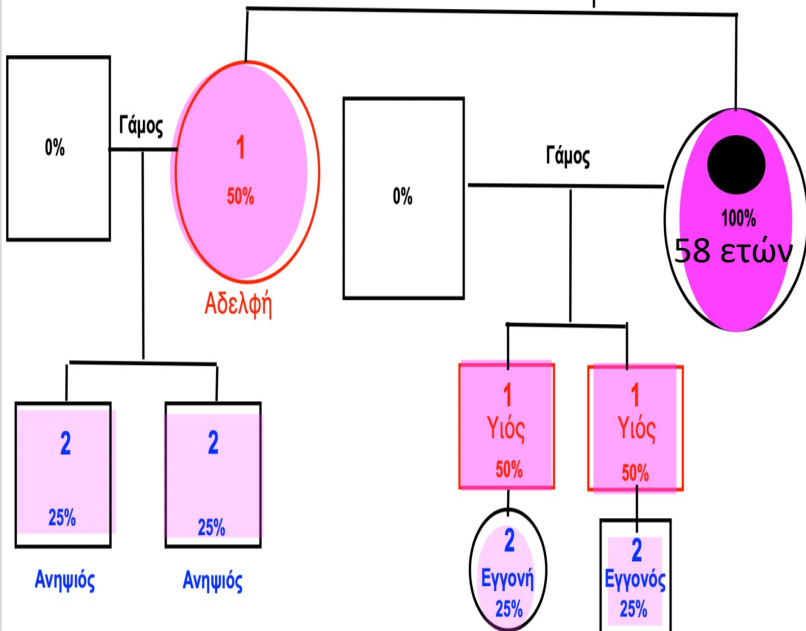 0%
Γάμος
1
50%
Αδελφή
0%
Γάμος
100%
58 ετών
2
25%
Ανηψιός
2
25%
Ανηψιός
1
Υιός
50%
1
Υιός
50%
2
Εγγονή
25%
2
Εγγονός
25%